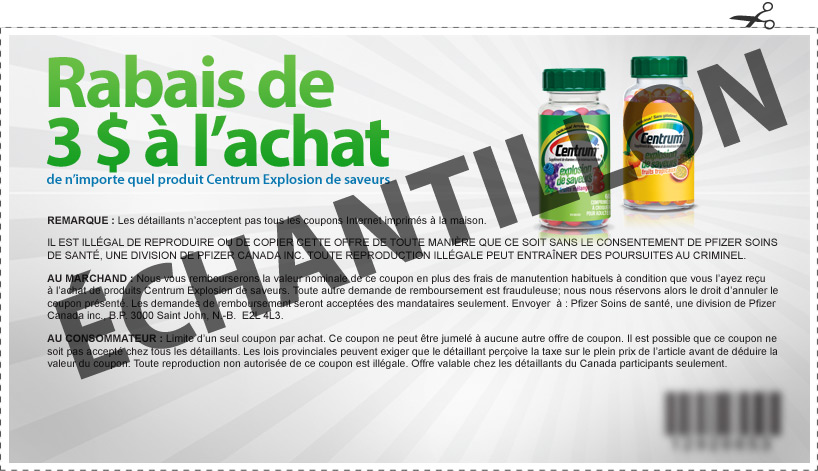 Rabais de
3 $ à l'achat
de n'importe quel produit Centrum Explosion de saveurs
Centrum
explosion
de saveurs
Centrum
explosion
de saveurs
ÉCHANTILLON
REMARQUE : Les détaillants n'acceptent pas tous les coupons Internet imprimés à la maison.
IL EST ILLÉGAL DE REPRODUIRE OU DE COPIER CETTE OFFRE DE TOUTE MANIÈRE QUE CE SOIT SANS LE CONSENTEMENT DE PFIZER SOINS
DE SANTÉ, UNE DIVISION DE PFIZER CANADA INC. TOUTE REPRODUCTION ILLÉGALE PEUT ENTRAÎNER DES POURSUITES AU CRIMINEL.
AU MARCHAND : Nous vous rembourserons la valeur nominale de ce coupon en plus des frais de manutention habituels à condition que vous l'ayez reçu
à l'achat de produits Centrum Explosion de saveurs. Toute autre demande de remboursement est frauduleuse; nous nous réservons alors le droit d'annuler le
coupon présenté. Les demandes de remboursement seront acceptées des mandataires seulement. Envoyer à : Pfizer Soins de santé, une division de Pfizer
Canada inc., B.P. 3000 Saint John, N.-B. E2L 4L3.
AU CONSOMMATEUR : Limite d'un seul coupon par achat. Ce coupon ne peut être jumelé à aucune autre offre de coupon. Il est possible que ce coupon ne
soit pas accepté chez tous les détaillants. Les lois provinciales peuvent exiger que le détaillant perçoive la taxe sur le plein prix de l'article avant de déduire la
valeur du coupon. Toute reproduction non autorisée de ce coupon est illégale. Offre valable chez les détaillants du Canada participants seulement.